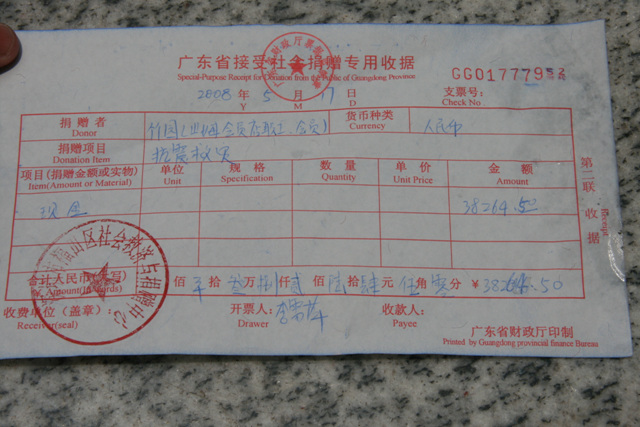 广东省接受社会捐赠专用收据
Special-Purpose Receipt for Donation from the Public of Guangdong Province
GG01777952
2008 年 5 月 17 日
Y M D
支票号:
Check No.
捐赠者 Donor
货币种类 Currency 人民币
捐赠项目 Donation Item 抗震救灾
项目(捐赠金额或实物) 单位 规格 数量 单价 金额
Item(Amount or Material) Unit Specification Quantity Unit Price Amount
现金 38264.50
合计人民币(大写) 佰 零 拾 叁 万 捌 仟 贰 佰 陆 拾 肆 元 伍 角 零 分 ¥38264.50
Amount(in words)
收费单位(盖章): 开票人: 收款人:
Receiver(seal) Drawer Payee
广东省财政厅印制
Printed by Guangdong provincial finance Bureau
第二联 收据
Receipt